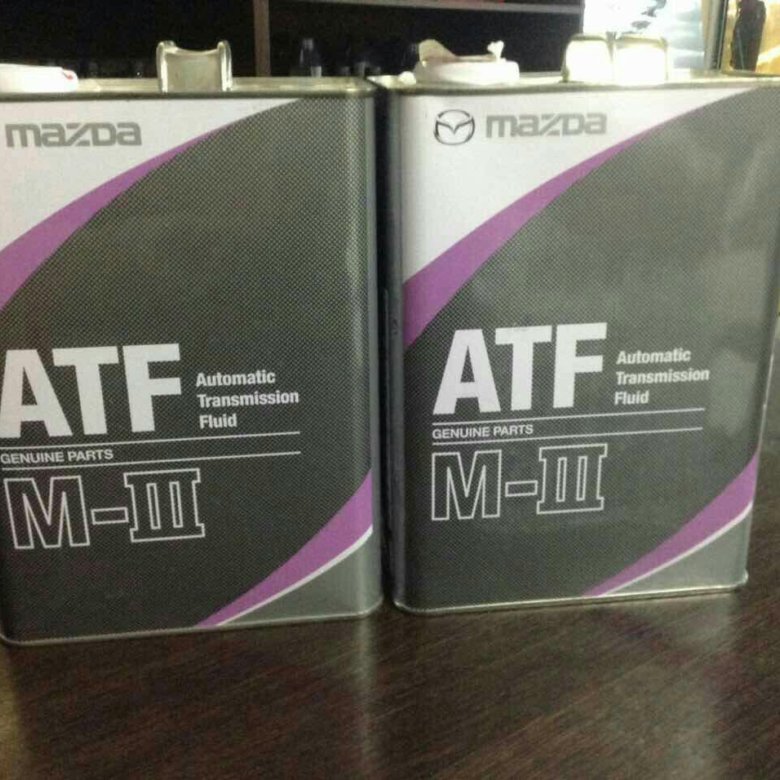 mazda
ATF
Automatic
Transmission
Fluid
GENUINE PARTS
M-III
mazda
ATF
Automatic
Transmission
Fluid
GENUINE PARTS
M-III